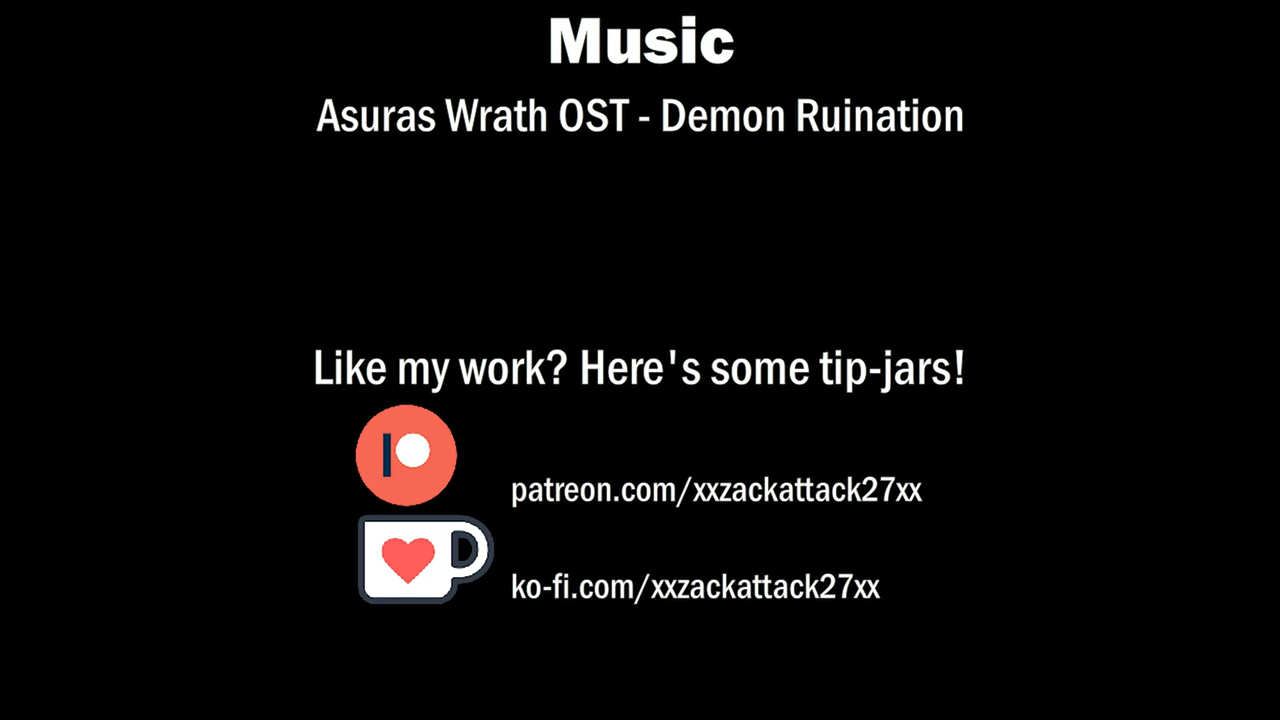 Music
Asuras Wrath OST - Demon Ruination
Like my work? Here's some tip-jars!
patreon.com/xxzackattack27xx
ko-fi.com/xxzackattack27xx